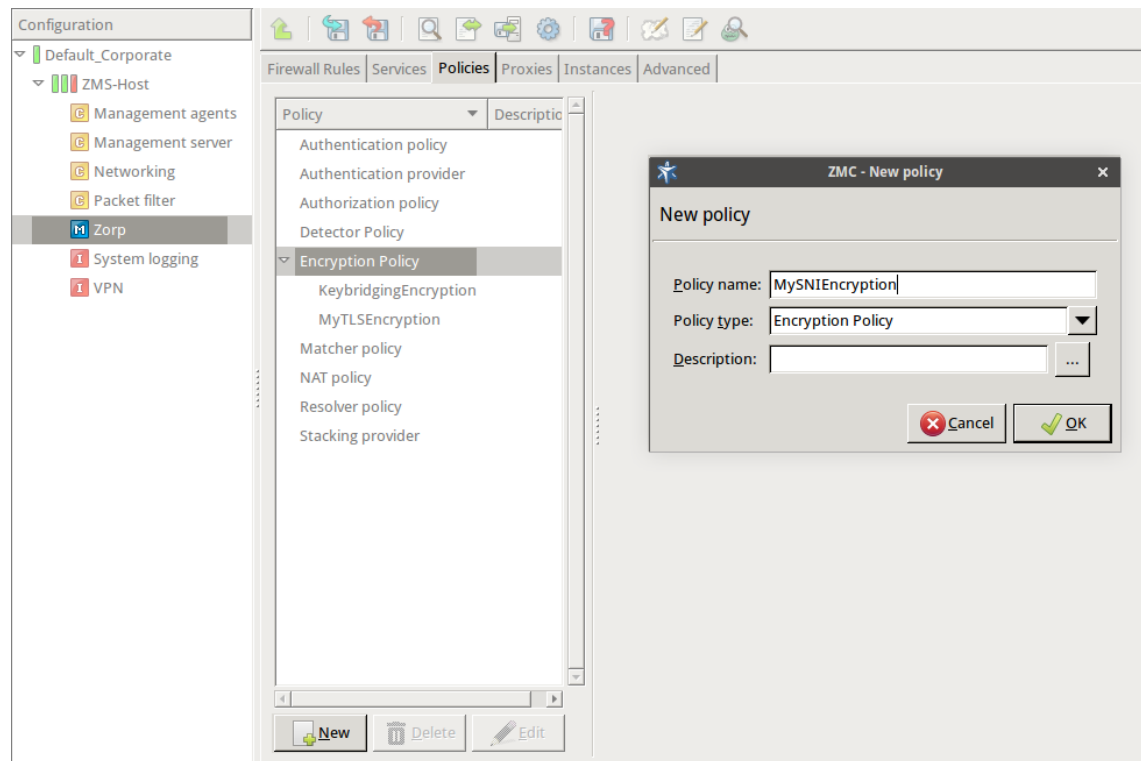 Configuration
Default_Corporate
ZMS-Host
C Management agents
C Management server
C Networking
C Packet filter
M Zorp
I System logging
I VPN
Firewall Rules Services Policies Proxies Instances Advanced
Policy Descriptio
Authentication policy
Authentication provider
Authorization policy
Detector Policy
Encryption Policy
KeybridgingEncryption
MyTLSEncryption
Matcher policy
NAT policy
Resolver policy
Stacking provider
New Delete Edit
ZMC - New policy
New policy
Policy name: MySNIEncryption
Policy type: Encryption Policy
Description: ...
Cancel OK